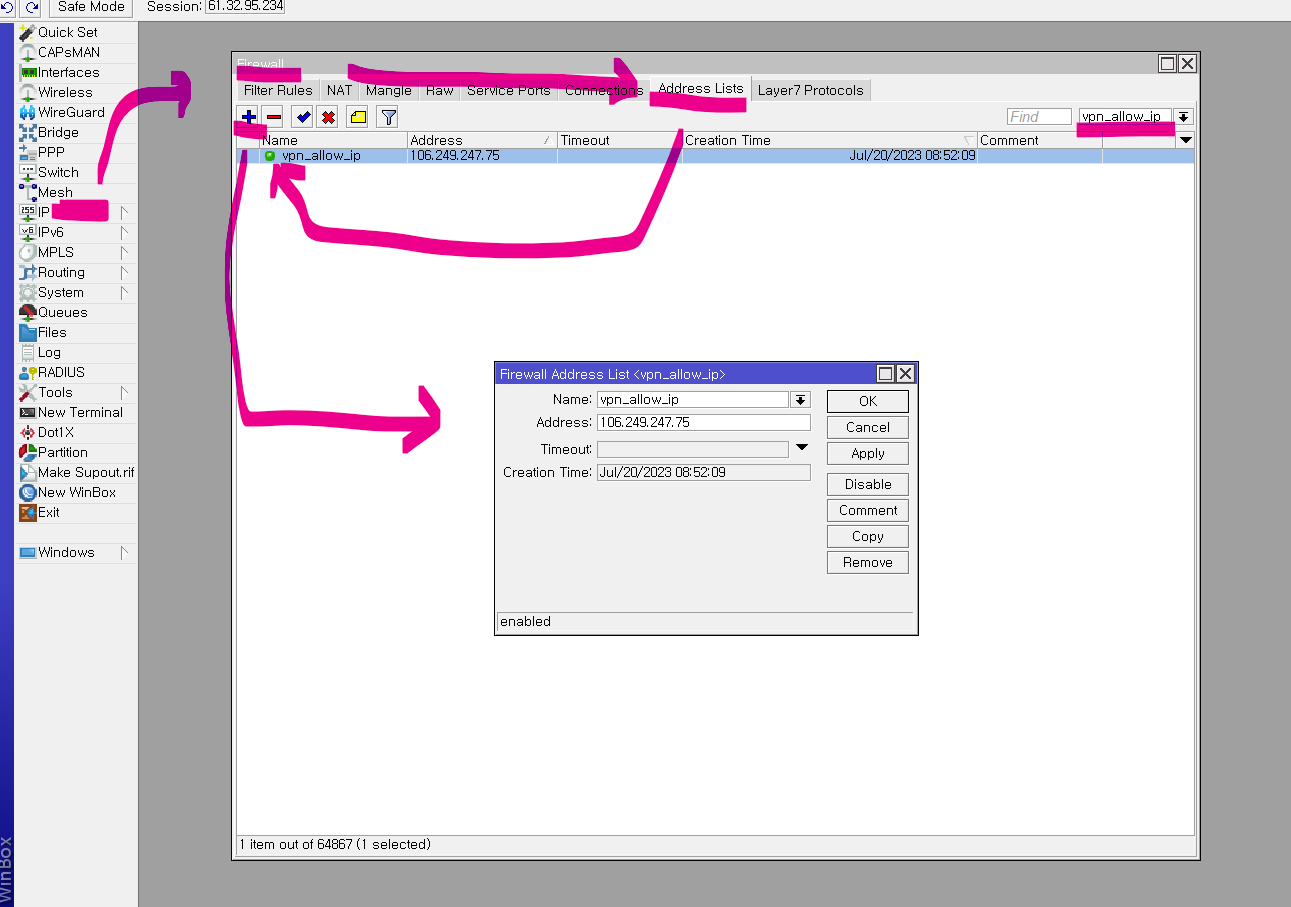 Safe Mode Session: 61.32.95.234
Quick Set
CAPsMAN
Interfaces
Wireless
WireGuard
Bridge
PPP
Switch
Mesh
255 IP
v6 IPv6
MPLS
Routing
System
Queues
Files
Log
RADIUS
Tools
New Terminal
Dot1X
Partition
Make Supout.rif
New WinBox
Exit
Windows
WinBox
Firewall
Filter Rules NAT Mangle Raw Service Ports Connections Address Lists Layer7 Protocols
Find vpn_allow_ip
Name Address Timeout Creation Time Comment
vpn_allow_ip 106.249.247.75 Jul/20/2023 08:52:09
Firewall Address List <vpn_allow_ip>
Name: vpn_allow_ip OK
Address: 106.249.247.75 Cancel
Timeout: Apply
Creation Time: Jul/20/2023 08:52:09
Disable
Comment
Copy
Remove
enabled
1 item out of 64867 (1 selected)